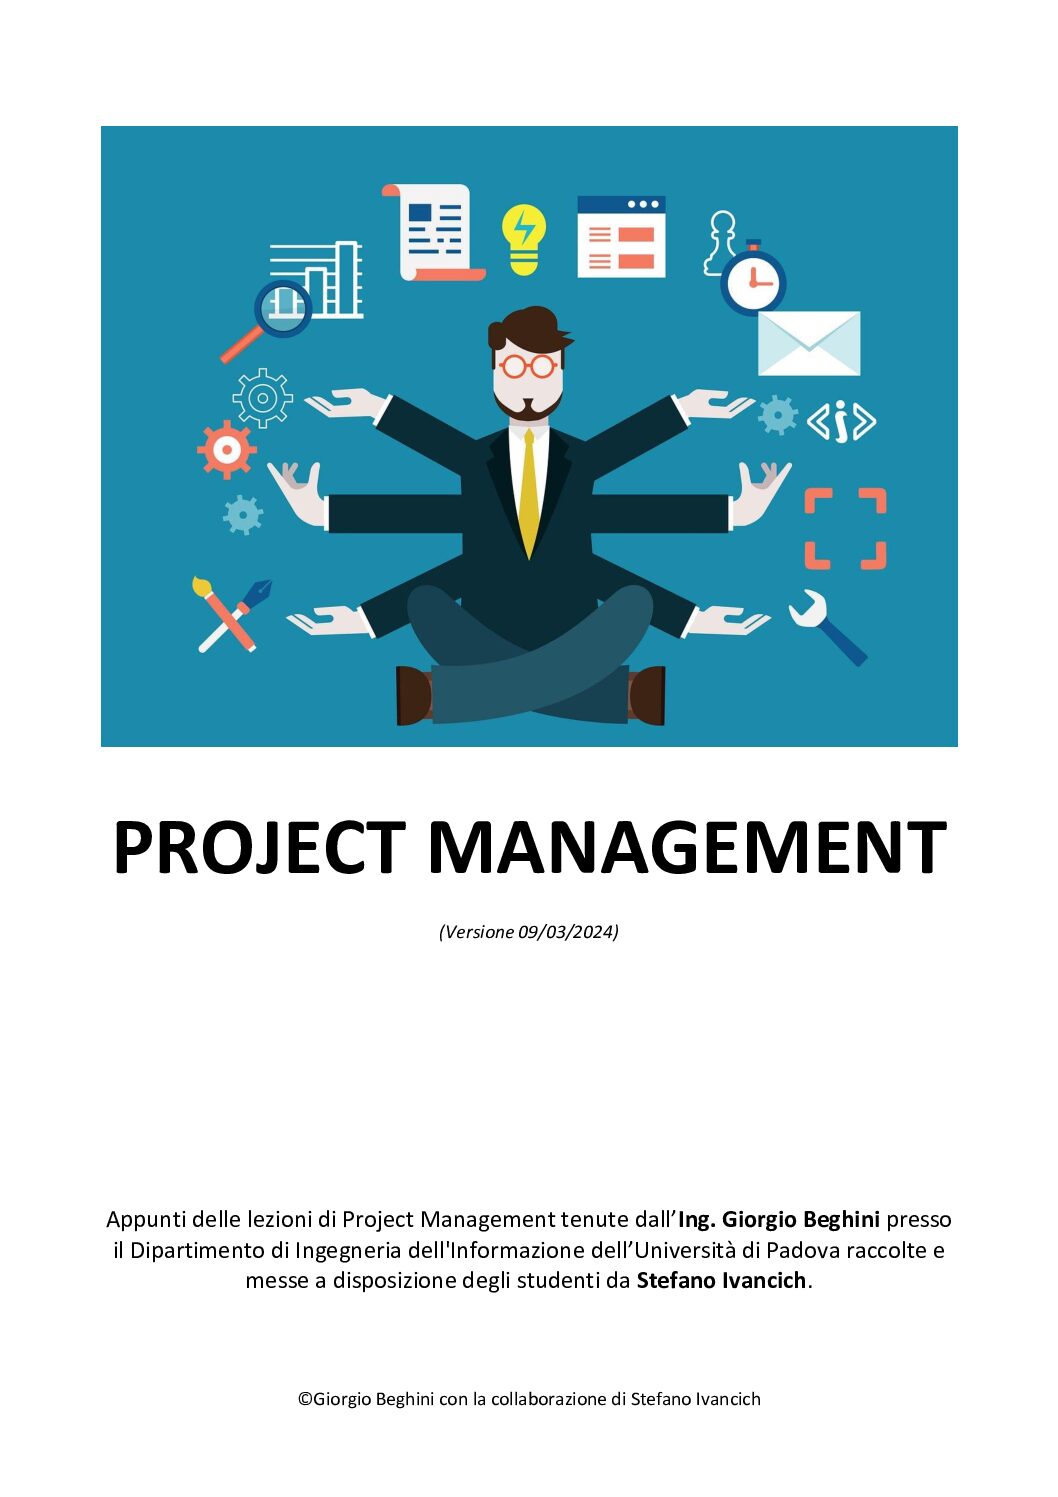 PROJECT MANAGEMENT
(Versione 09/03/2024)
Appunti delle lezioni di Project Management tenute dall’Ing. Giorgio Beghini presso
il Dipartimento di Ingegneria dell'Informazione dell’Università di Padova raccolte e
messe a disposizione degli studenti da Stefano Ivancich.
©Giorgio Beghini con la collaborazione di Stefano Ivancich